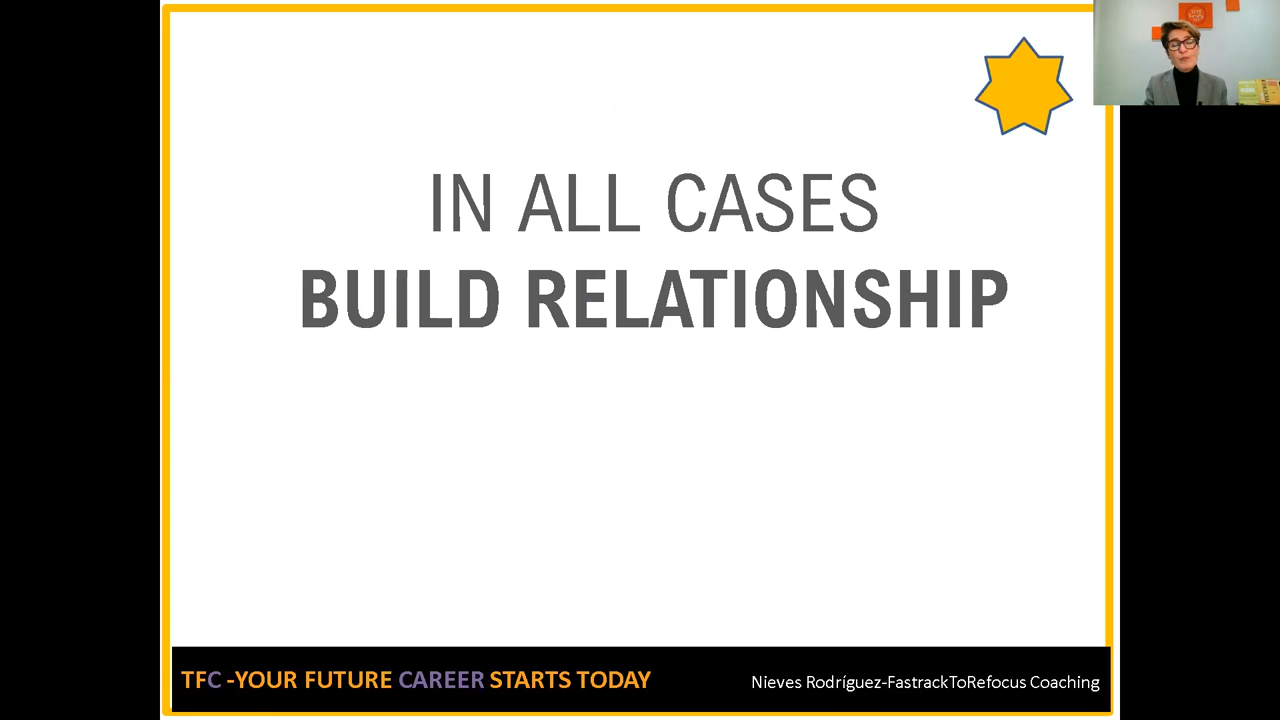 IN ALL CASES
BUILD RELATIONSHIP
TFC -YOUR FUTURE CAREER STARTS TODAY
Nieves Rodríguez-FastrackToRefocus Coaching